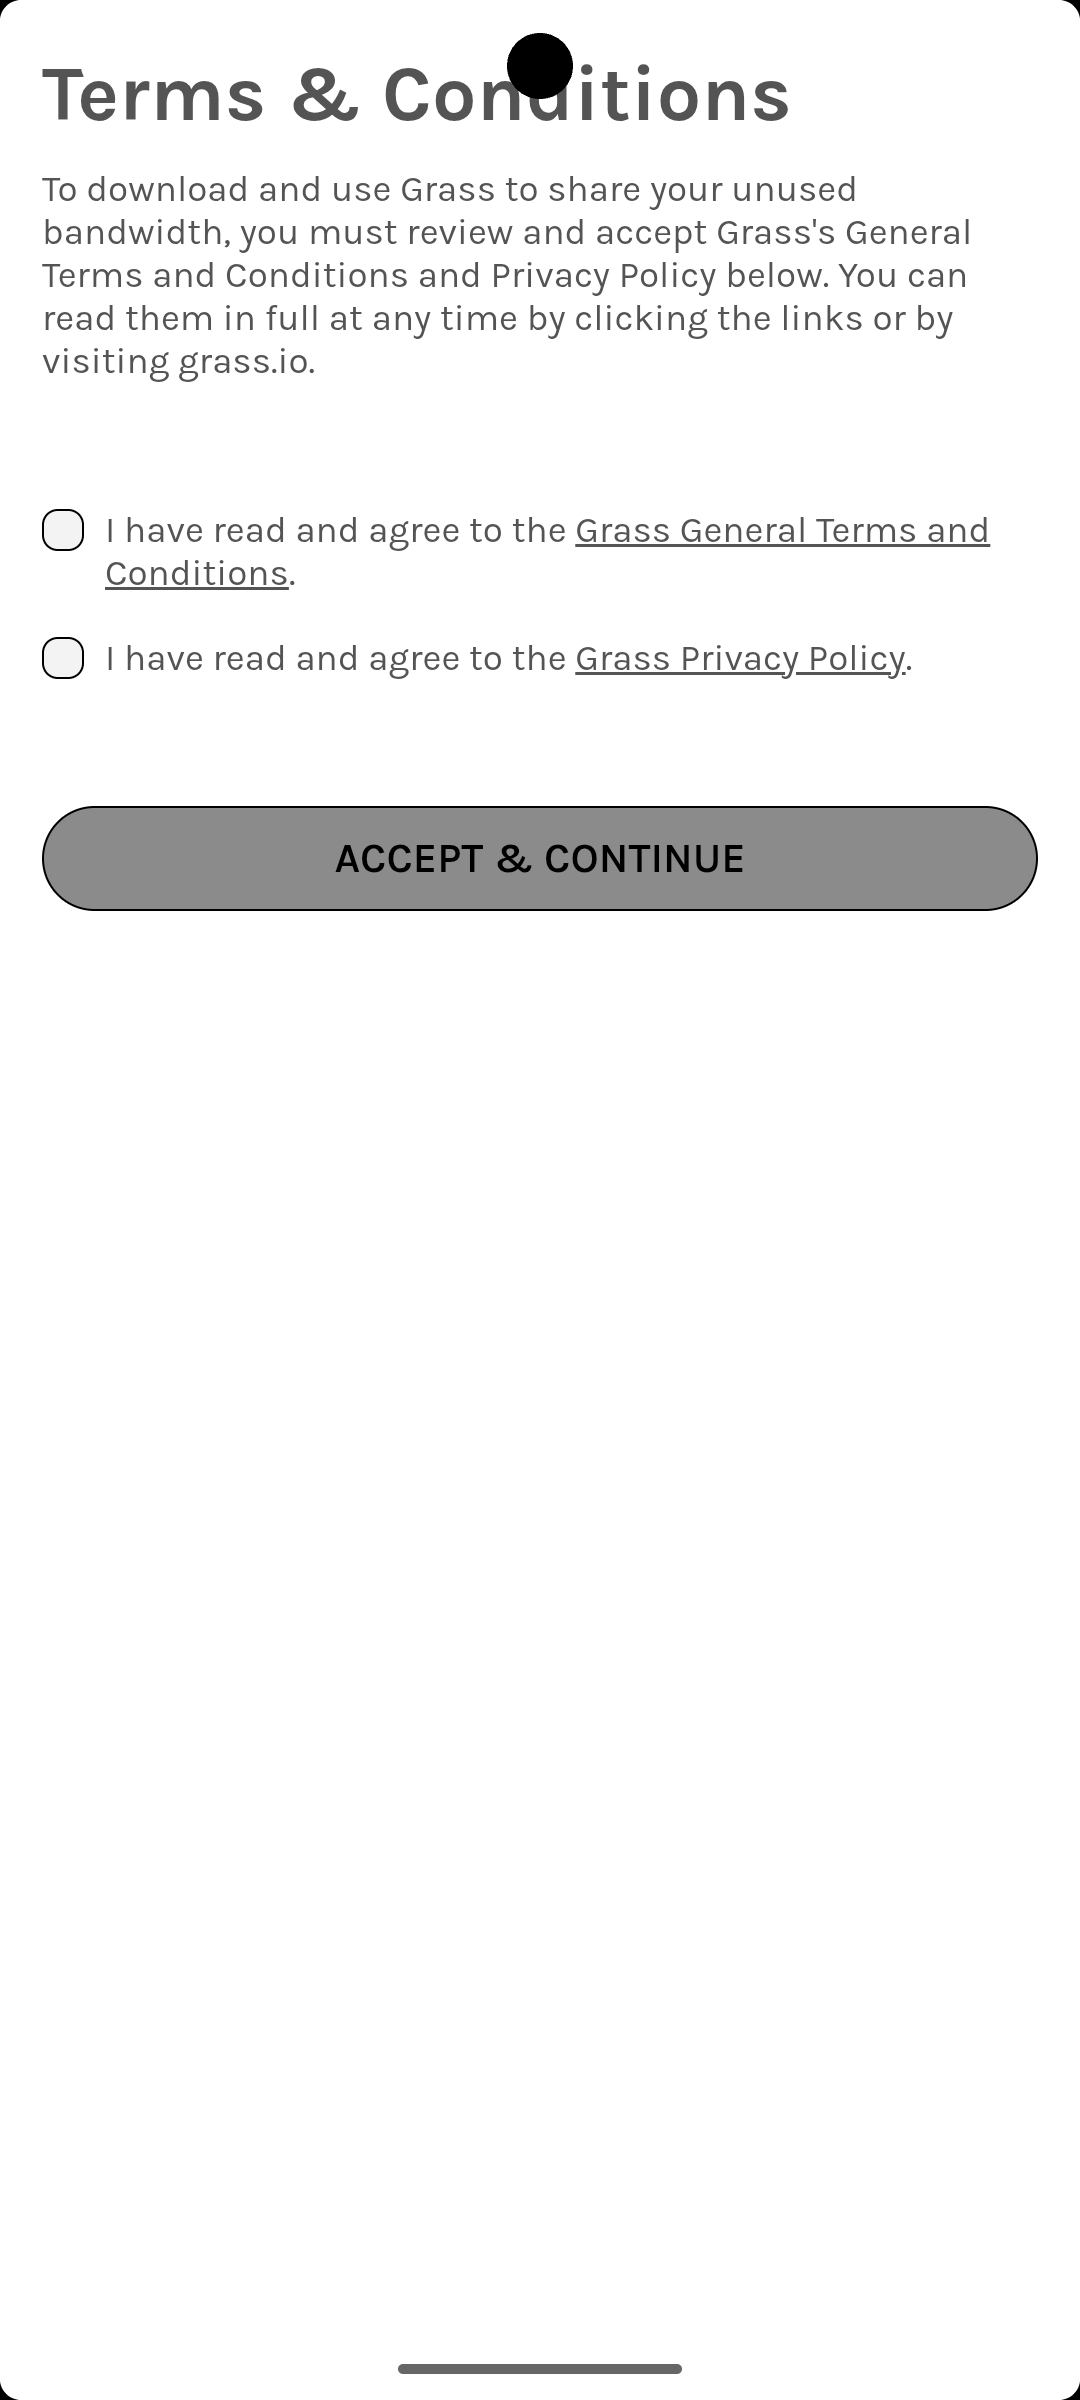 Terms & Conditions
To download and use Grass to share your unused
bandwidth, you must review and accept Grass's General
Terms and Conditions and Privacy Policy below. You can
read them in full at any time by clicking the links or by
visiting grass.io.
I have read and agree to the Grass General Terms and
Conditions.
I have read and agree to the Grass Privacy Policy.
ACCEPT & CONTINUE